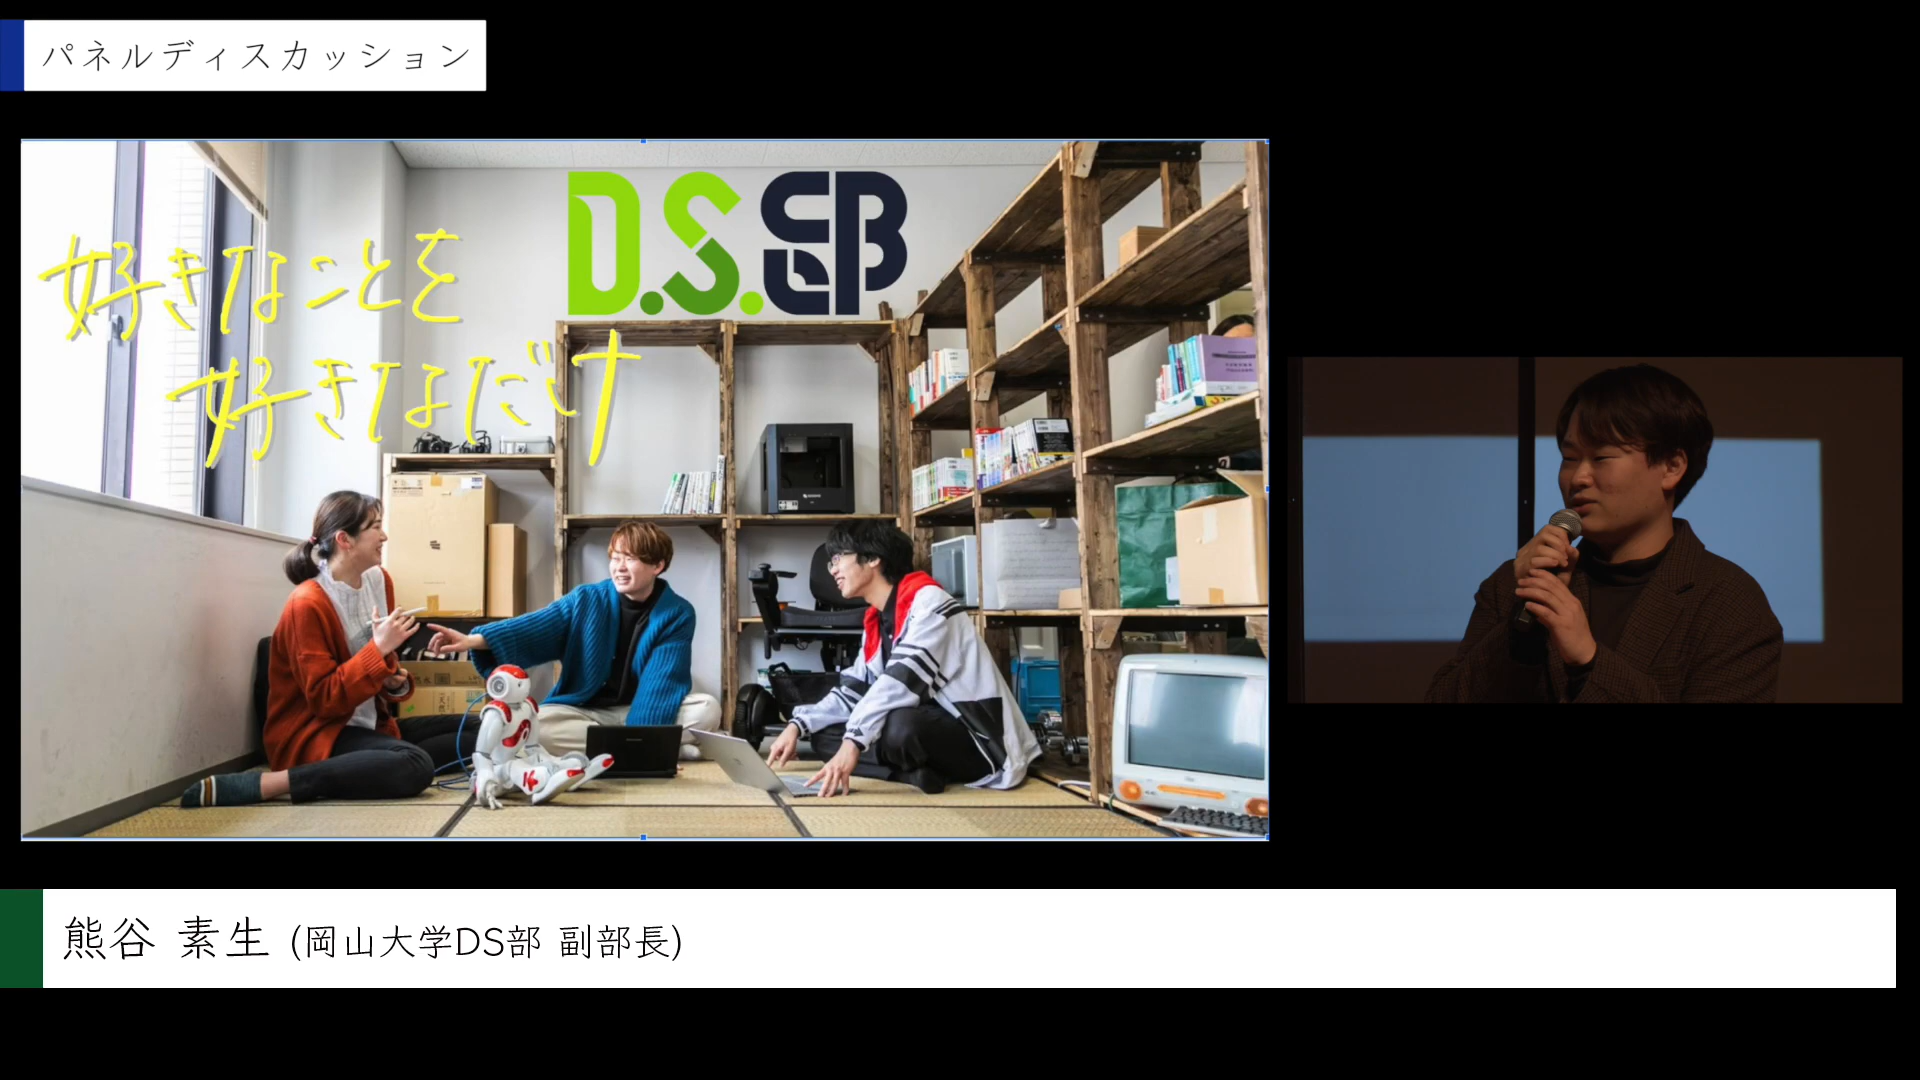 パネルディスカッション
D.S.部
好きなことを
好きなだけ
熊谷 素生 (岡山大学DS部 副部長)